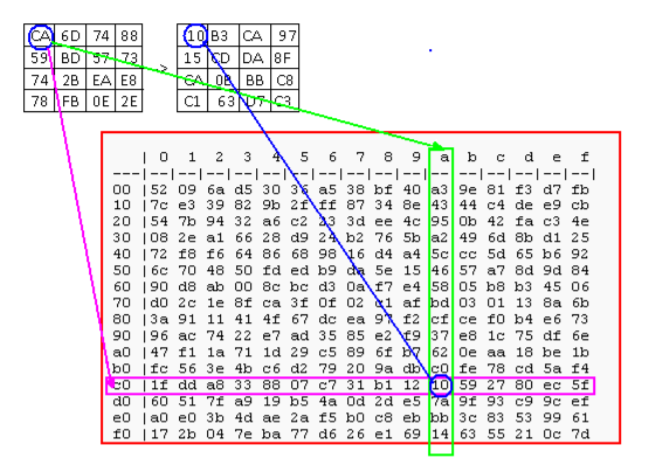 CA 6D 74 88 10 B3 CA 97
59 BD 57 73 15 CD DA 8F
-> 
74 2B EA E8 CA 0B BB C8
78 FB 0E 2E C1 63 D7 C3
| 0 1 2 3 4 5 6 7 8 9 a b c d e f
---|--|--|--|--|--|--|--|--|--|--|--|--|--|--|--|--|
00 |52 09 6a d5 30 36 a5 38 bf 40 a3 9e 81 f3 d7 fb
10 |7c e3 39 82 9b 2f ff 87 34 8e 43 44 c4 de e9 cb
20 |54 7b 94 32 a6 c2 23 3d ee 4c 95 0b 42 fa c3 4e
30 |08 2e a1 66 28 d9 24 b2 76 5b a2 49 6d 8b d1 25
40 |72 f8 f6 64 86 68 98 16 d4 a4 5c cc 5d 65 b6 92
50 |6c 70 48 50 fd ed b9 da 5e 15 46 57 a7 8d 9d 84
60 |90 d8 ab 00 8c bc d3 0a f7 e4 58 05 b8 b3 45 06
70 |d0 2c 1e 8f ca 3f 0f 02 c1 af bd 03 01 13 8a 6b
80 |3a 91 11 41 4f 67 dc ea 97 f2 cf ce f0 b4 e6 73
90 |96 ac 74 22 e7 ad 35 85 e2 f9 37 e8 1c 75 df 6e
a0 |47 f1 1a 71 1d 29 c5 89 6f b7 62 0e aa 18 be 1b
b0 |fc 56 3e 4b c6 d2 79 20 9a db c0 fe 78 cd 5a f4
c0 |1f dd a8 33 88 07 c7 31 b1 12 10 59 27 80 ec 5f
d0 |60 51 7f a9 19 b5 4a 0d 2d e5 7a 9f 93 c9 9c ef
e0 |a0 e0 3b 4d ae 2a f5 b0 c8 eb bb 3c 83 53 99 61
f0 |17 2b 04 7e ba 77 d6 26 e1 69 14 63 55 21 0c 7d